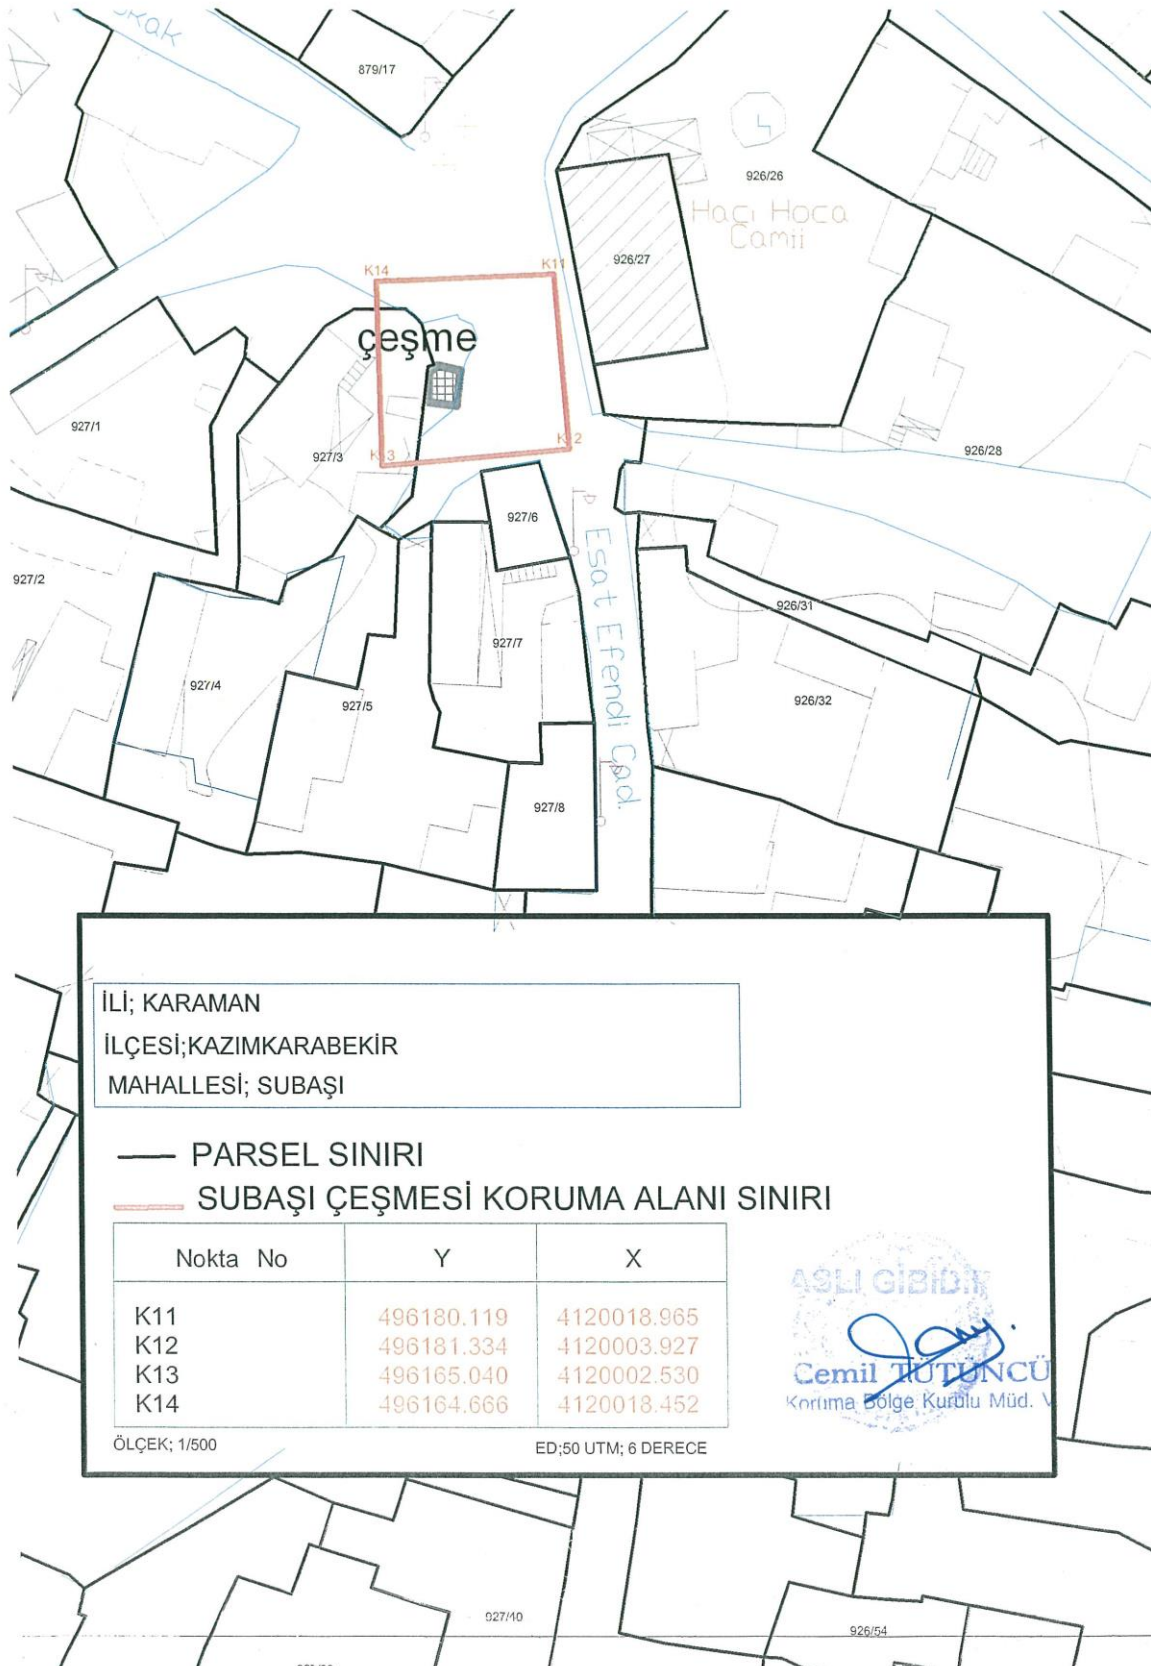 879/17
926/26
Hacı Hoca
Camii
926/27
K14
K11
çeşme
927/1
927/3
K13
K12
926/28
927/6
927/2
Esat Efendi Cad.
926/31
927/7
927/4
927/5
926/32
927/8
İLİ; KARAMAN
İLÇESİ;KAZIMKARABEKİR
MAHALLESİ; SUBAŞI
PARSEL SINIRI
SUBAŞI ÇEŞMESİ KORUMA ALANI SINIRI
Nokta No Y X
K11 496180.119 4120018.965
K12 496181.334 4120003.927
K13 496165.040 4120002.530
K14 496164.666 4120018.452
ÖLÇEK; 1/500 ED;50 UTM; 6 DERECE
ASLI GİBİDİR
Cemil TÜTÜNCÜ
Koruma Bölge Kurulu Müd. V
927/40
926/54